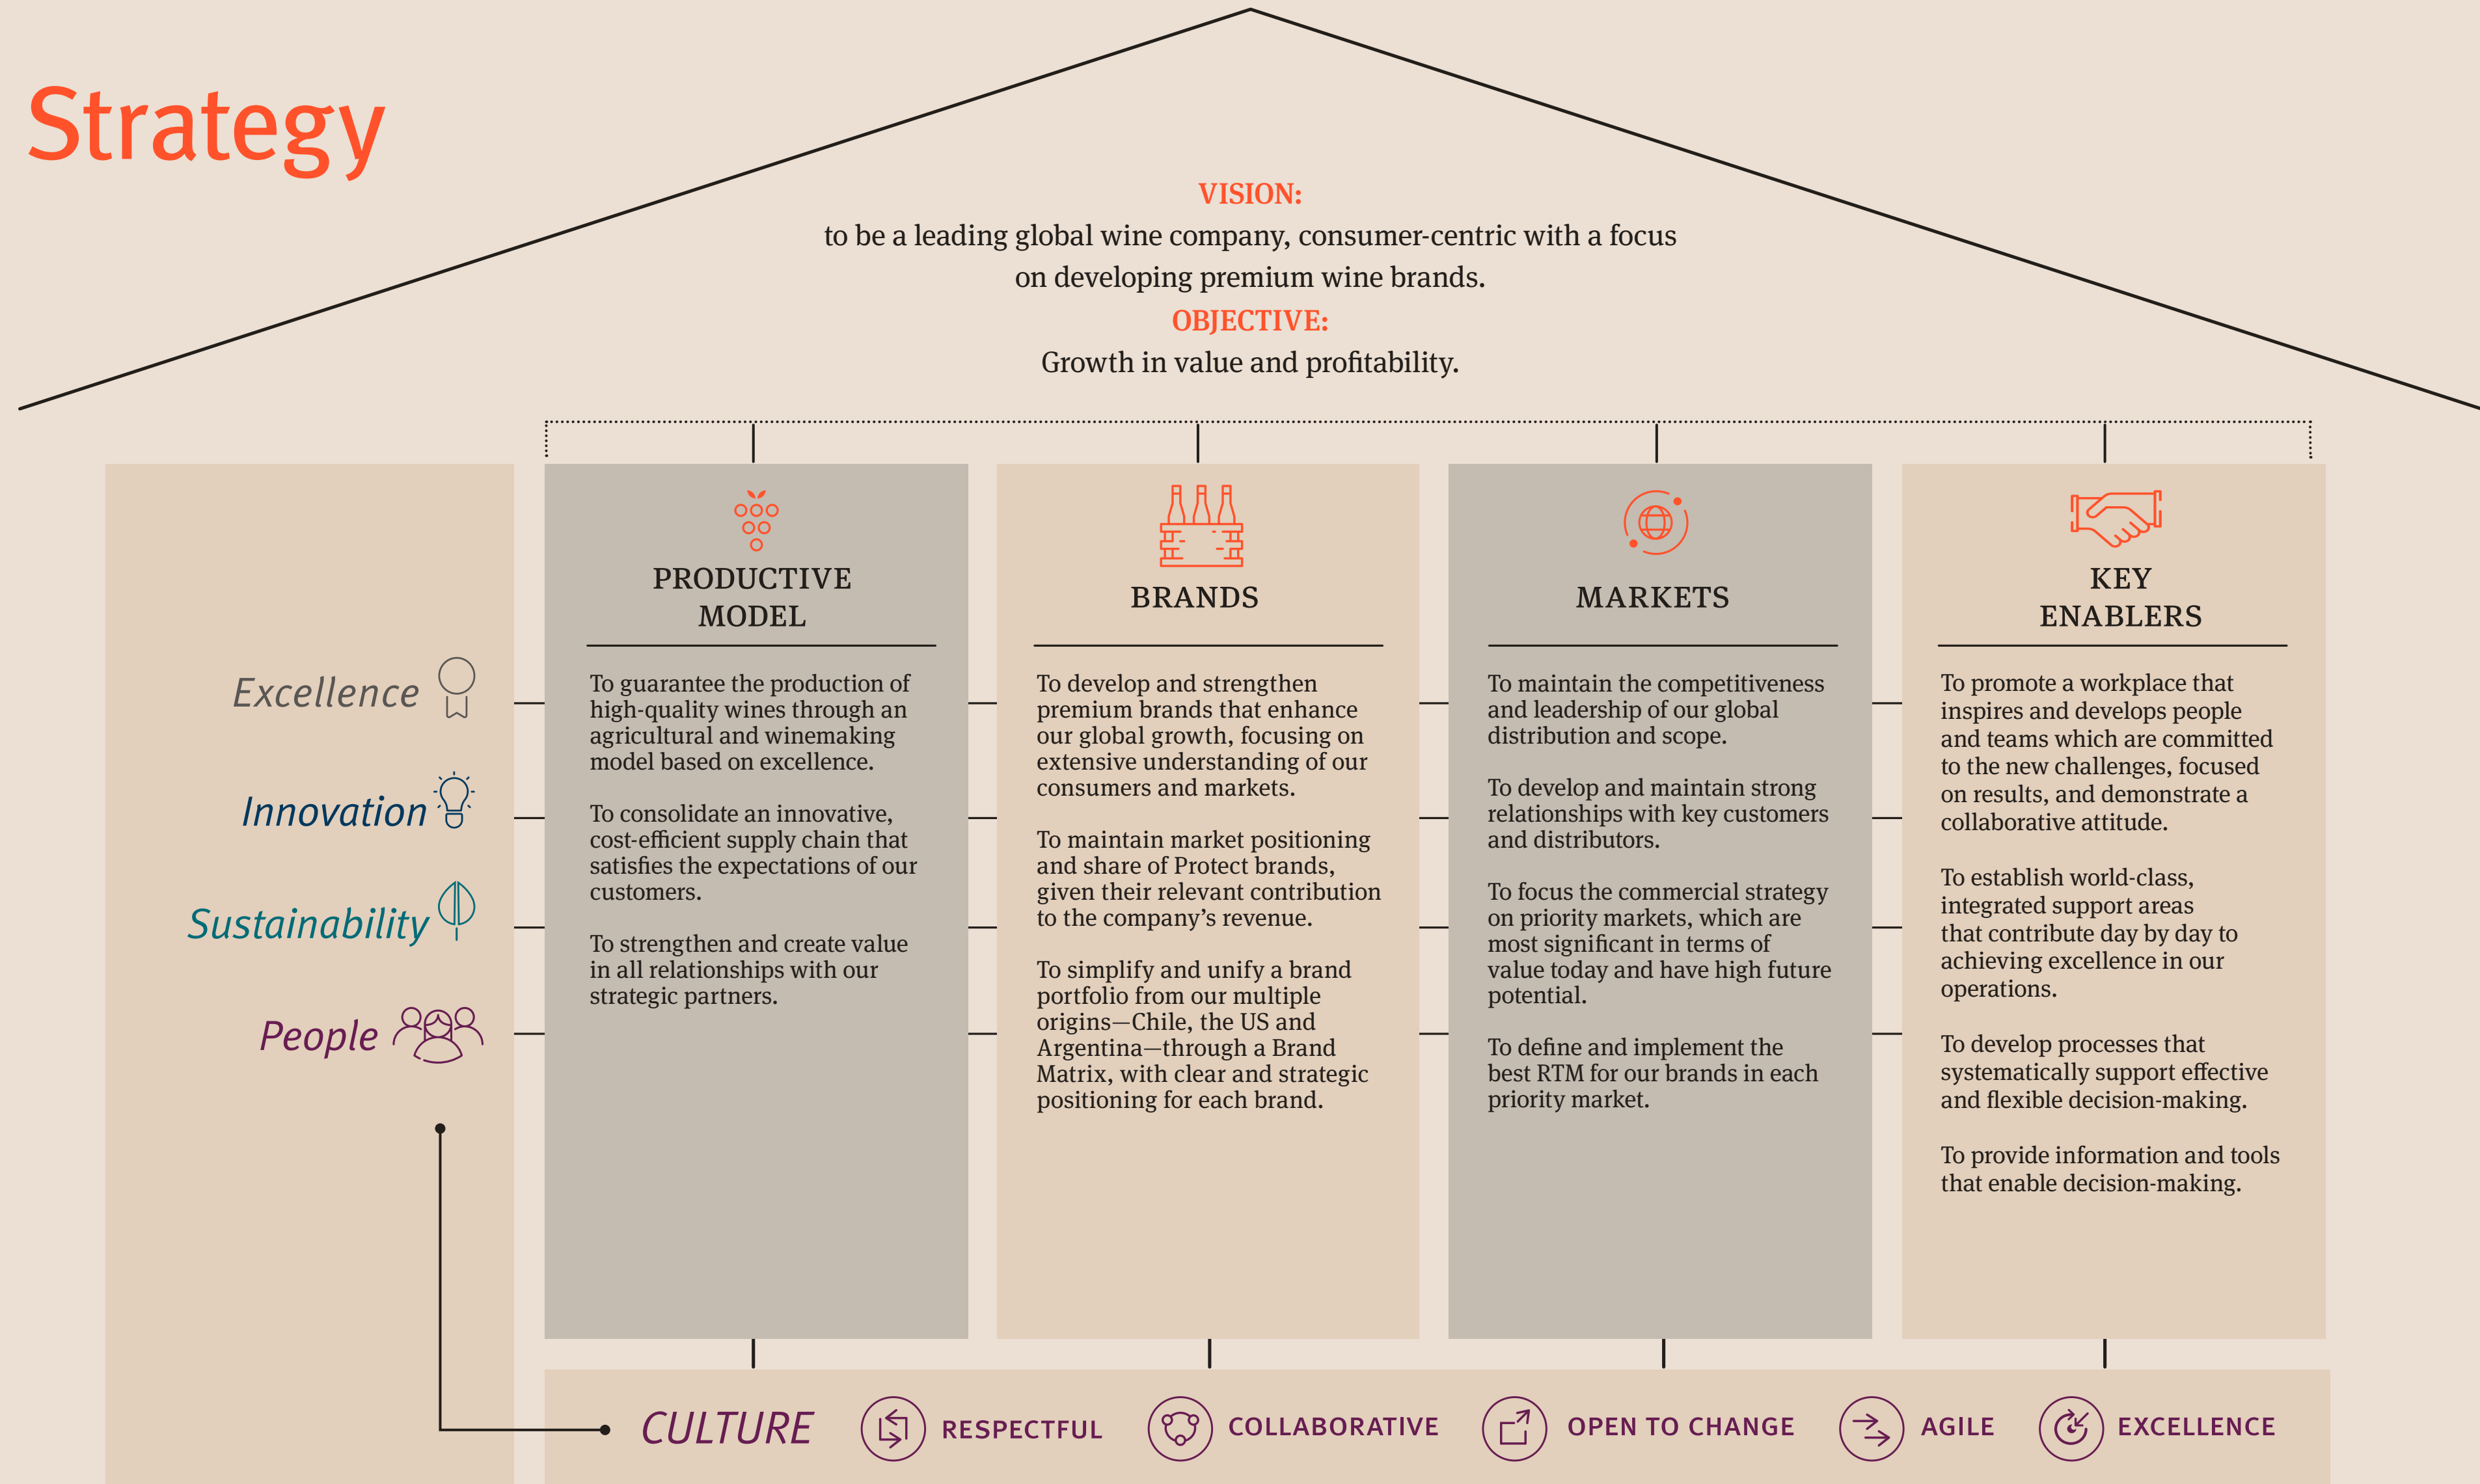 Strategy
VISION:
to be a leading global wine company, consumer-centric with a focus
on developing premium wine brands.
OBJECTIVE:
Growth in value and profitability.
Excellence
Innovation
Sustainability
People
PRODUCTIVE
MODEL
To guarantee the production of
high-quality wines through an
agricultural and winemaking
model based on excellence.
To consolidate an innovative,
cost-efficient supply chain that
satisfies the expectations of our
customers.
To strengthen and create value
in all relationships with our
strategic partners.
BRANDS
To develop and strengthen
premium brands that enhance
our global growth, focusing on
extensive understanding of our
consumers and markets.
To maintain market positioning
and share of Protect brands,
given their relevant contribution
to the company’s revenue.
To simplify and unify a brand
portfolio from our multiple
origins—Chile, the US and
Argentina—through a Brand
Matrix, with clear and strategic
positioning for each brand.
MARKETS
To maintain the competitiveness
and leadership of our global
distribution and scope.
To develop and maintain strong
relationships with key customers
and distributors.
To focus the commercial strategy
on priority markets, which are
most significant in terms of
value today and have high future
potential.
To define and implement the
best RTM for our brands in each
priority market.
KEY
ENABLERS
To promote a workplace that
inspires and develops people
and teams which are committed
to the new challenges, focused
on results, and demonstrate a
collaborative attitude.
To establish world-class,
integrated support areas
that contribute day by day to
achieving excellence in our
operations.
To develop processes that
systematically support effective
and flexible decision-making.
To provide information and tools
that enable decision-making.
CULTURE
RESPECTFUL
COLLABORATIVE
OPEN TO CHANGE
AGILE
EXCELLENCE